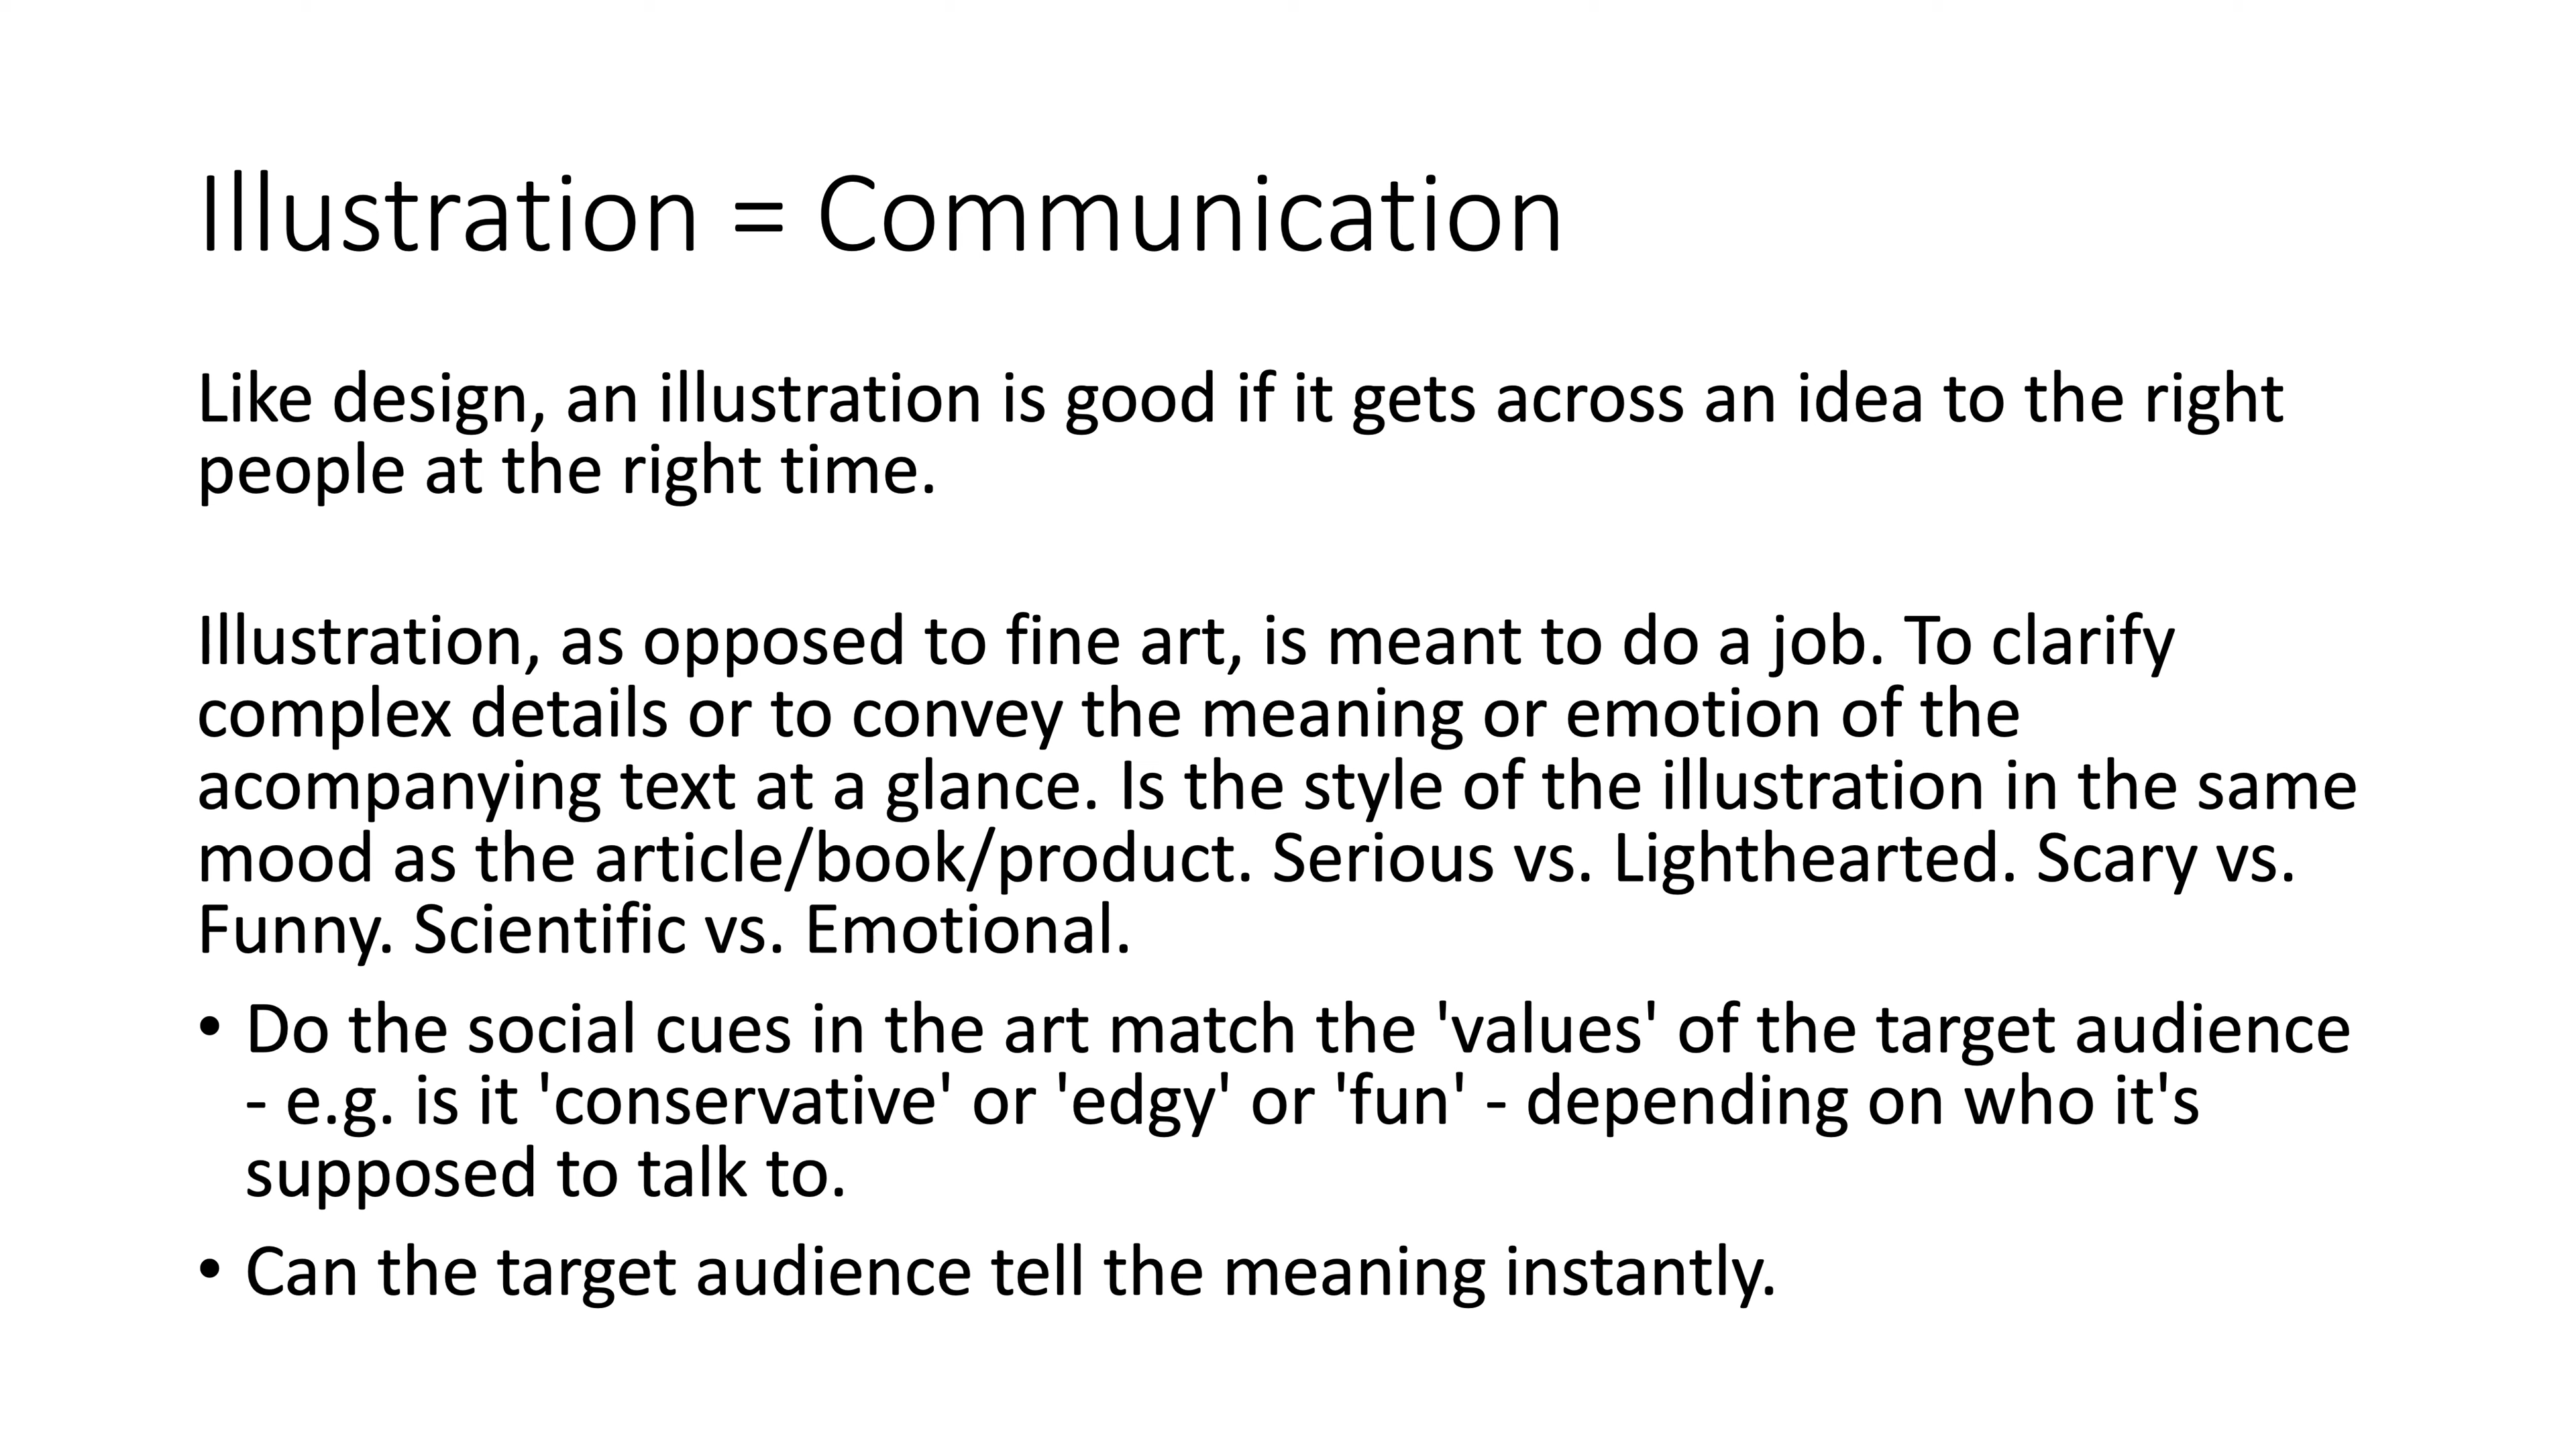 Illustration = Communication
Like design, an illustration is good if it gets across an idea to the right
people at the right time.
Illustration, as opposed to fine art, is meant to do a job. To clarify
complex details or to convey the meaning or emotion of the
acompanying text at a glance. Is the style of the illustration in the same
mood as the article/book/product. Serious vs. Lighthearted. Scary vs.
Funny. Scientific vs. Emotional.
• Do the social cues in the art match the 'values' of the target audience
- e.g. is it 'conservative' or 'edgy' or 'fun' - depending on who it's
supposed to talk to.
• Can the target audience tell the meaning instantly.